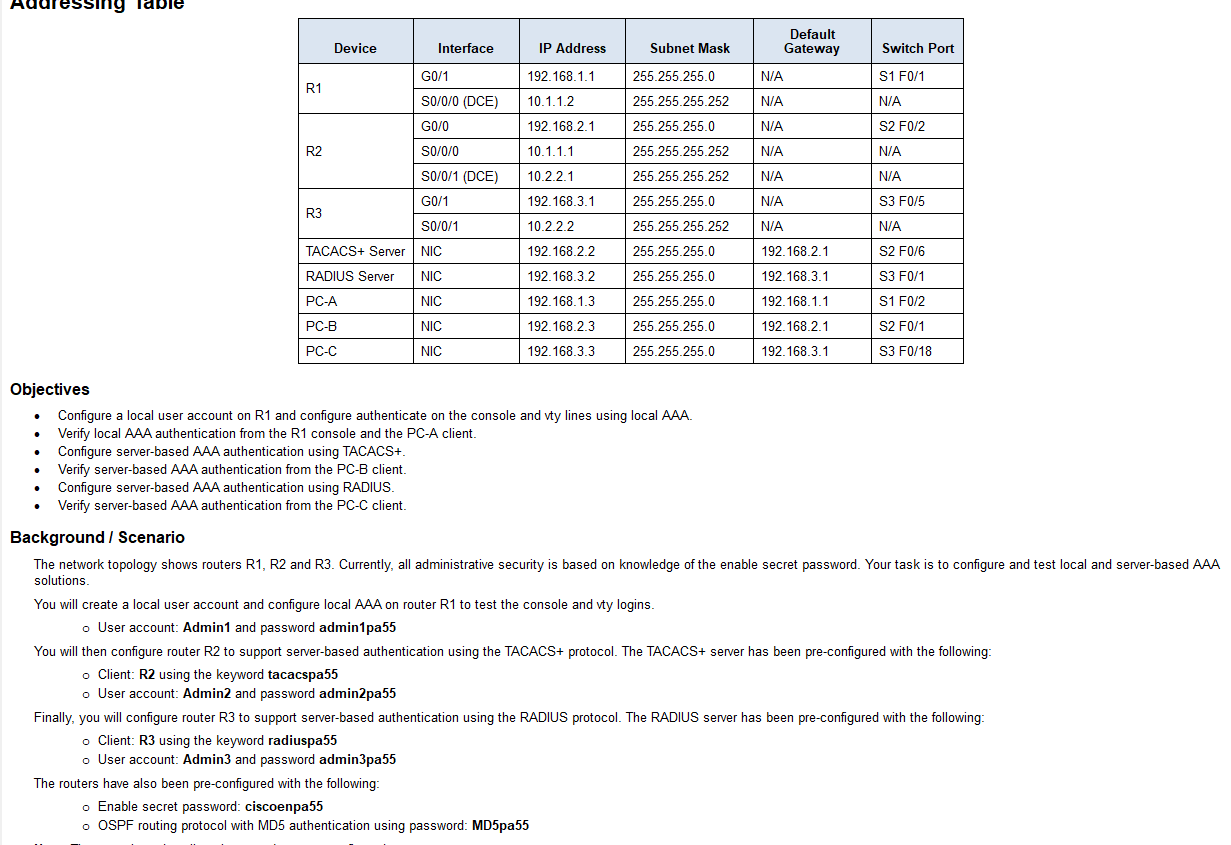 Addressing Table
Device Interface IP Address Subnet Mask Default Gateway Switch Port
R1 G0/1 192.168.1.1 255.255.255.0 N/A S1 F0/1
S0/0/0 (DCE) 10.1.1.2 255.255.255.252 N/A N/A
R2 G0/0 192.168.2.1 255.255.255.0 N/A S2 F0/2
S0/0/0 10.1.1.1 255.255.255.252 N/A N/A
S0/0/1 (DCE) 10.2.2.1 255.255.255.252 N/A N/A
R3 G0/1 192.168.3.1 255.255.255.0 N/A S3 F0/5
S0/0/1 10.2.2.2 255.255.255.252 N/A N/A
TACACS+ Server NIC 192.168.2.2 255.255.255.0 192.168.2.1 S2 F0/6
RADIUS Server NIC 192.168.3.2 255.255.255.0 192.168.3.1 S3 F0/1
PC-A NIC 192.168.1.3 255.255.255.0 192.168.1.1 S1 F0/2
PC-B NIC 192.168.2.3 255.255.255.0 192.168.2.1 S2 F0/1
PC-C NIC 192.168.3.3 255.255.255.0 192.168.3.1 S3 F0/18
Objectives
• Configure a local user account on R1 and configure authenticate on the console and vty lines using local AAA.
• Verify local AAA authentication from the R1 console and the PC-A client.
• Configure server-based AAA authentication using TACACS+.
• Verify server-based AAA authentication from the PC-B client.
• Configure server-based AAA authentication using RADIUS.
• Verify server-based AAA authentication from the PC-C client.
Background / Scenario
The network topology shows routers R1, R2 and R3. Currently, all administrative security is based on knowledge of the enable secret password. Your task is to configure and test local and server-based AAA
solutions.
You will create a local user account and configure local AAA on router R1 to test the console and vty logins.
o User account: Admin1 and password admin1pa55
You will then configure router R2 to support server-based authentication using the TACACS+ protocol. The TACACS+ server has been pre-configured with the following:
o Client: R2 using the keyword tacacspa55
o User account: Admin2 and password admin2pa55
Finally, you will configure router R3 to support server-based authentication using the RADIUS protocol. The RADIUS server has been pre-configured with the following:
o Client: R3 using the keyword radiuspa55
o User account: Admin3 and password admin3pa55
The routers have also been pre-configured with the following:
o Enable secret password: ciscoenpa55
o OSPF routing protocol with MD5 authentication using password: MD5pa55